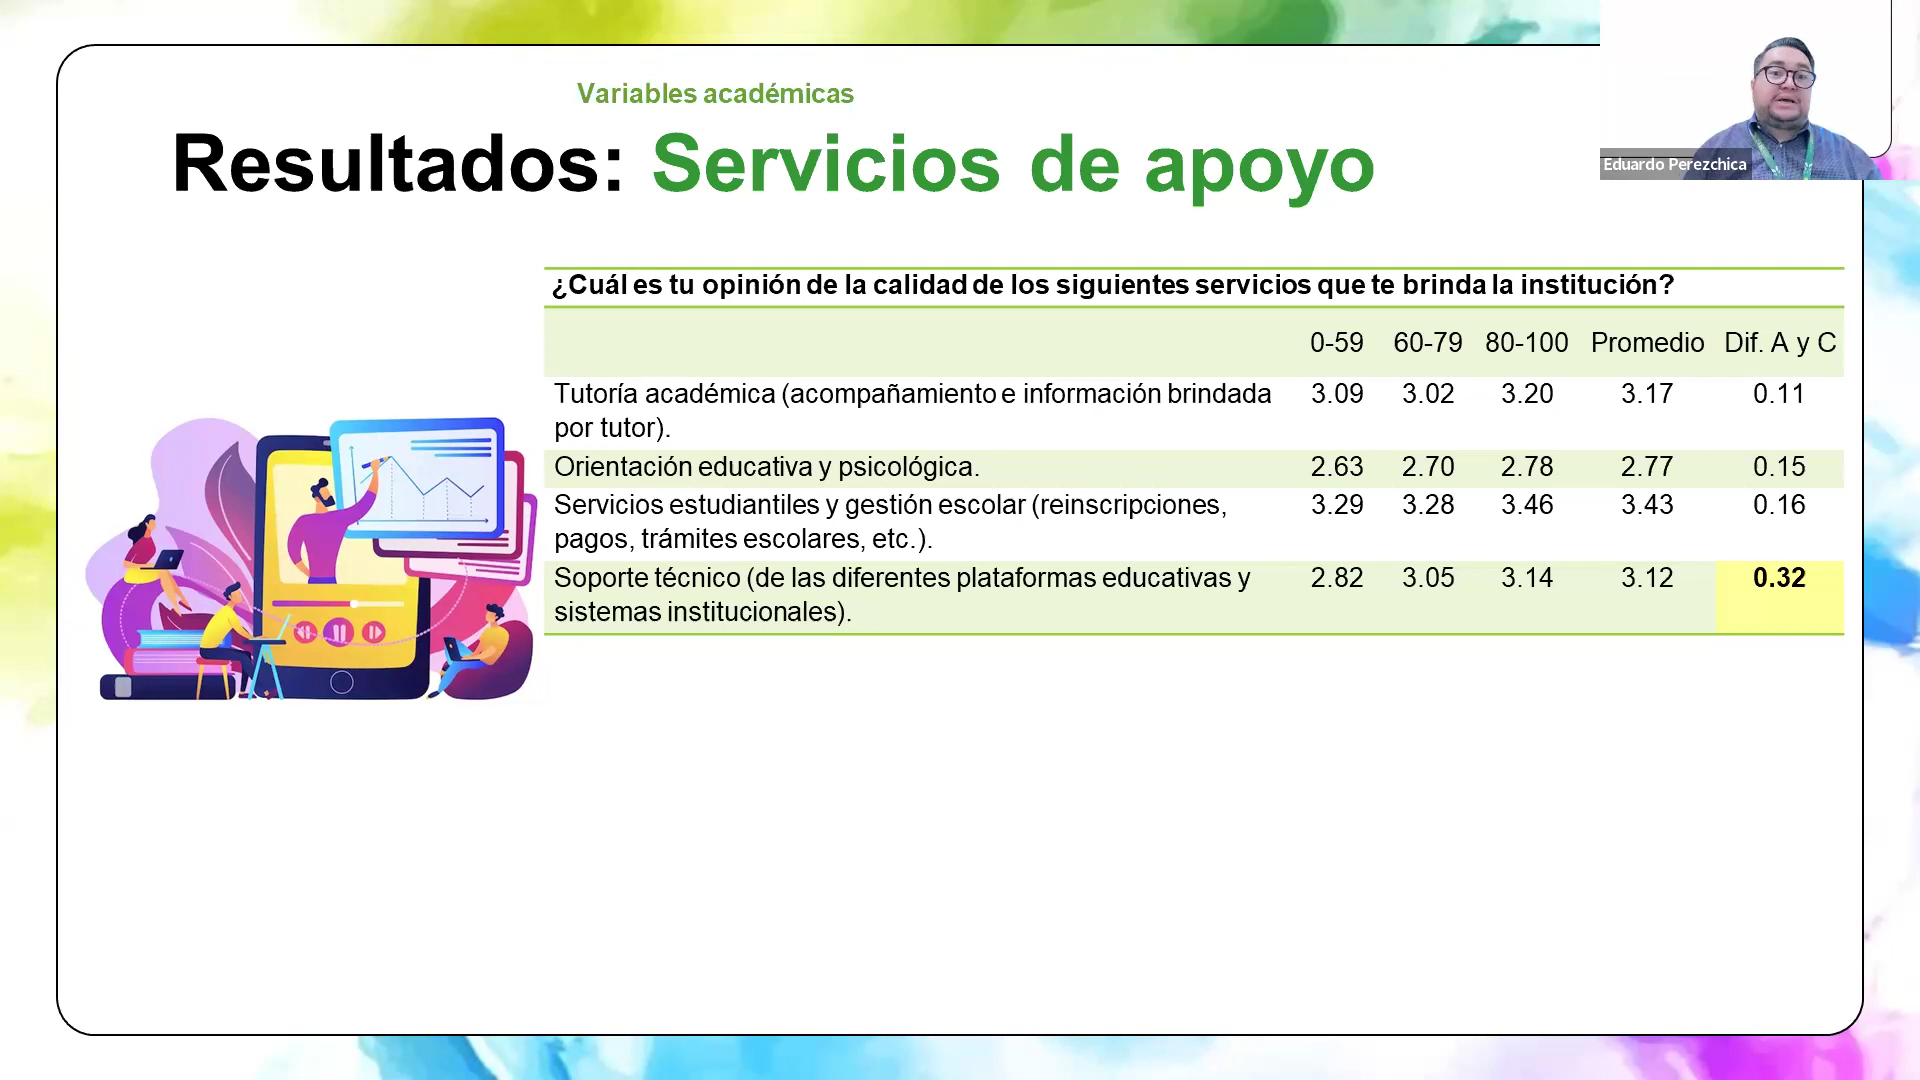 Variables académicas
Resultados: Servicios de apoyo
Eduardo Perezchica
¿Cuál es tu opinión de la calidad de los siguientes servicios que te brinda la institución?
0-59 60-79 80-100 Promedio Dif. A y C
Tutoría académica (acompañamiento e información brindada 3.09 3.02 3.20 3.17 0.11
por tutor).
Orientación educativa y psicológica. 2.63 2.70 2.78 2.77 0.15
Servicios estudiantiles y gestión escolar (reinscripciones, 3.29 3.28 3.46 3.43 0.16
pagos, trámites escolares, etc.).
Soporte técnico (de las diferentes plataformas educativas y 2.82 3.05 3.14 3.12 0.32
sistemas institucionales).